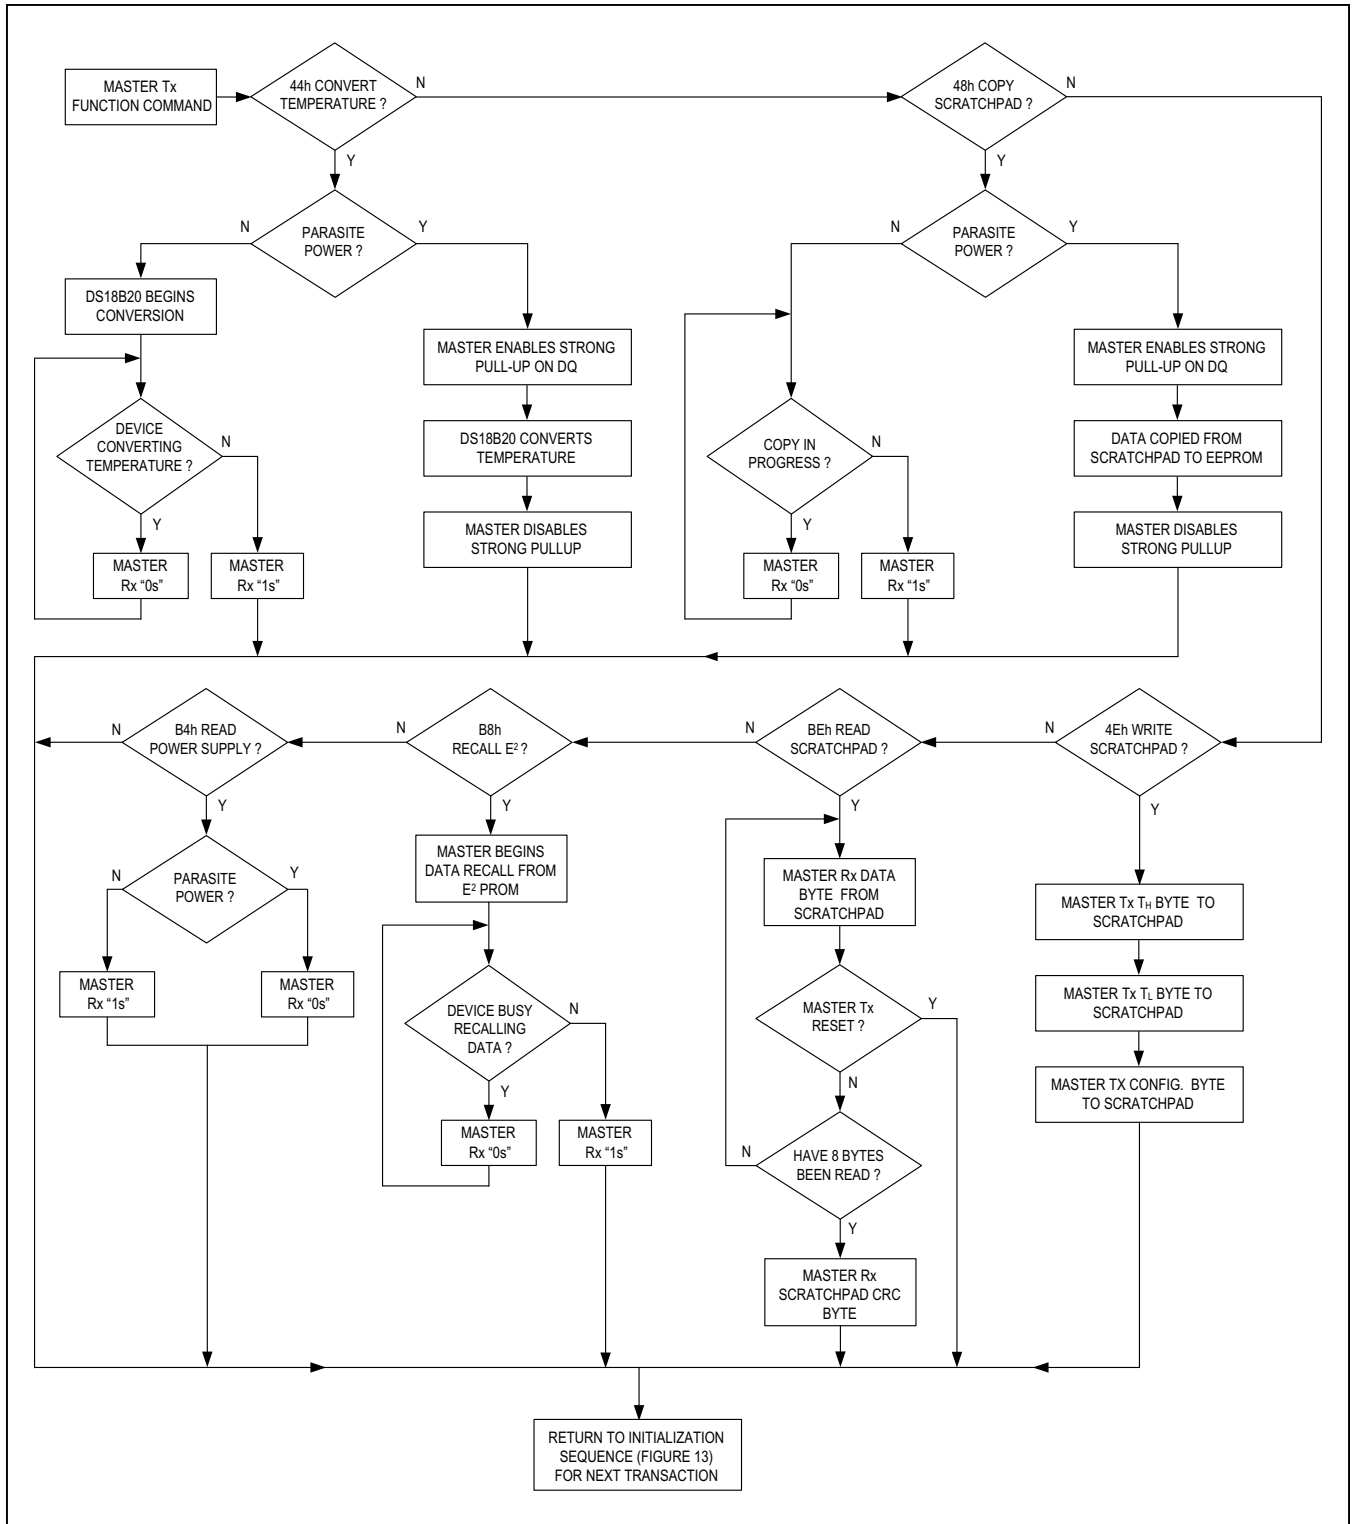 MASTER Tx
FUNCTION COMMAND
44h CONVERT
TEMPERATURE ?
N
Y
48h COPY
SCRATCHPAD ?
N
Y
PARASITE
POWER ?
N
Y
PARASITE
POWER ?
N
Y
DS18B20 BEGINS
CONVERSION
MASTER ENABLES STRONG
PULL-UP ON DQ
MASTER ENABLES STRONG
PULL-UP ON DQ
DEVICE
CONVERTING
TEMPERATURE ?
N
Y
DS18B20 CONVERTS
TEMPERATURE
COPY IN
PROGRESS ?
N
Y
DATA COPIED FROM
SCRATCHPAD TO EEPROM
MASTER DISABLES
STRONG PULLUP
MASTER DISABLES
STRONG PULLUP
MASTER
Rx “0s”
MASTER
Rx “1s”
MASTER
Rx “0s”
MASTER
Rx “1s”
B4h READ
POWER SUPPLY ?
N
Y
B8h
RECALL E² ?
N
Y
BEh READ
SCRATCHPAD ?
N
Y
4Eh WRITE
SCRATCHPAD ?
N
Y
PARASITE
POWER ?
N
Y
MASTER BEGINS
DATA RECALL FROM
E² PROM
MASTER Rx DATA
BYTE FROM
SCRATCHPAD
MASTER Tx TH BYTE TO
SCRATCHPAD
MASTER
Rx “1s”
MASTER
Rx “0s”
DEVICE BUSY
RECALLING
DATA ?
N
Y
MASTER Tx
RESET ?
Y
N
MASTER Tx TL BYTE TO
SCRATCHPAD
MASTER TX CONFIG. BYTE
TO SCRATCHPAD
MASTER
Rx “0s”
MASTER
Rx “1s”
HAVE 8 BYTES
BEEN READ ?
N
Y
MASTER Rx
SCRATCHPAD CRC
BYTE
RETURN TO INITIALIZATION
SEQUENCE (FIGURE 13)
FOR NEXT TRANSACTION